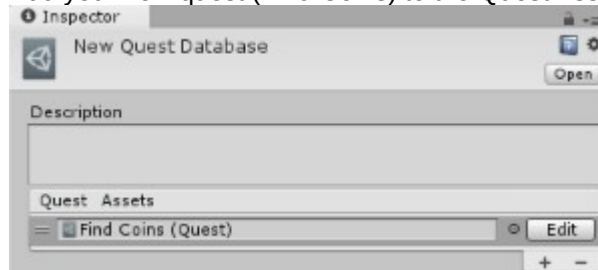 Inspector
New Quest Database
Open
Description
Quest Assets
Find Coins (Quest)
Edit
+ -